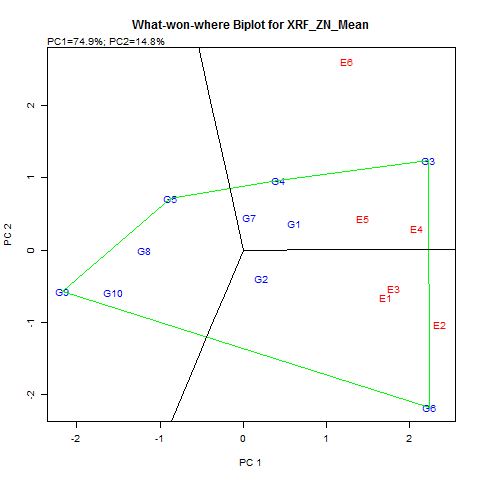 What-won-where Biplot for XRF_ZN_Mean
PC1=74.9%; PC2=14.8%
E6
G3
G4
G5
G7
G1
E5
E4
G8
G2
G9
G10
E3
E1
E2
G6
2
1
0
-1
-2
PC 2
-2
-1
0
1
2
PC 1